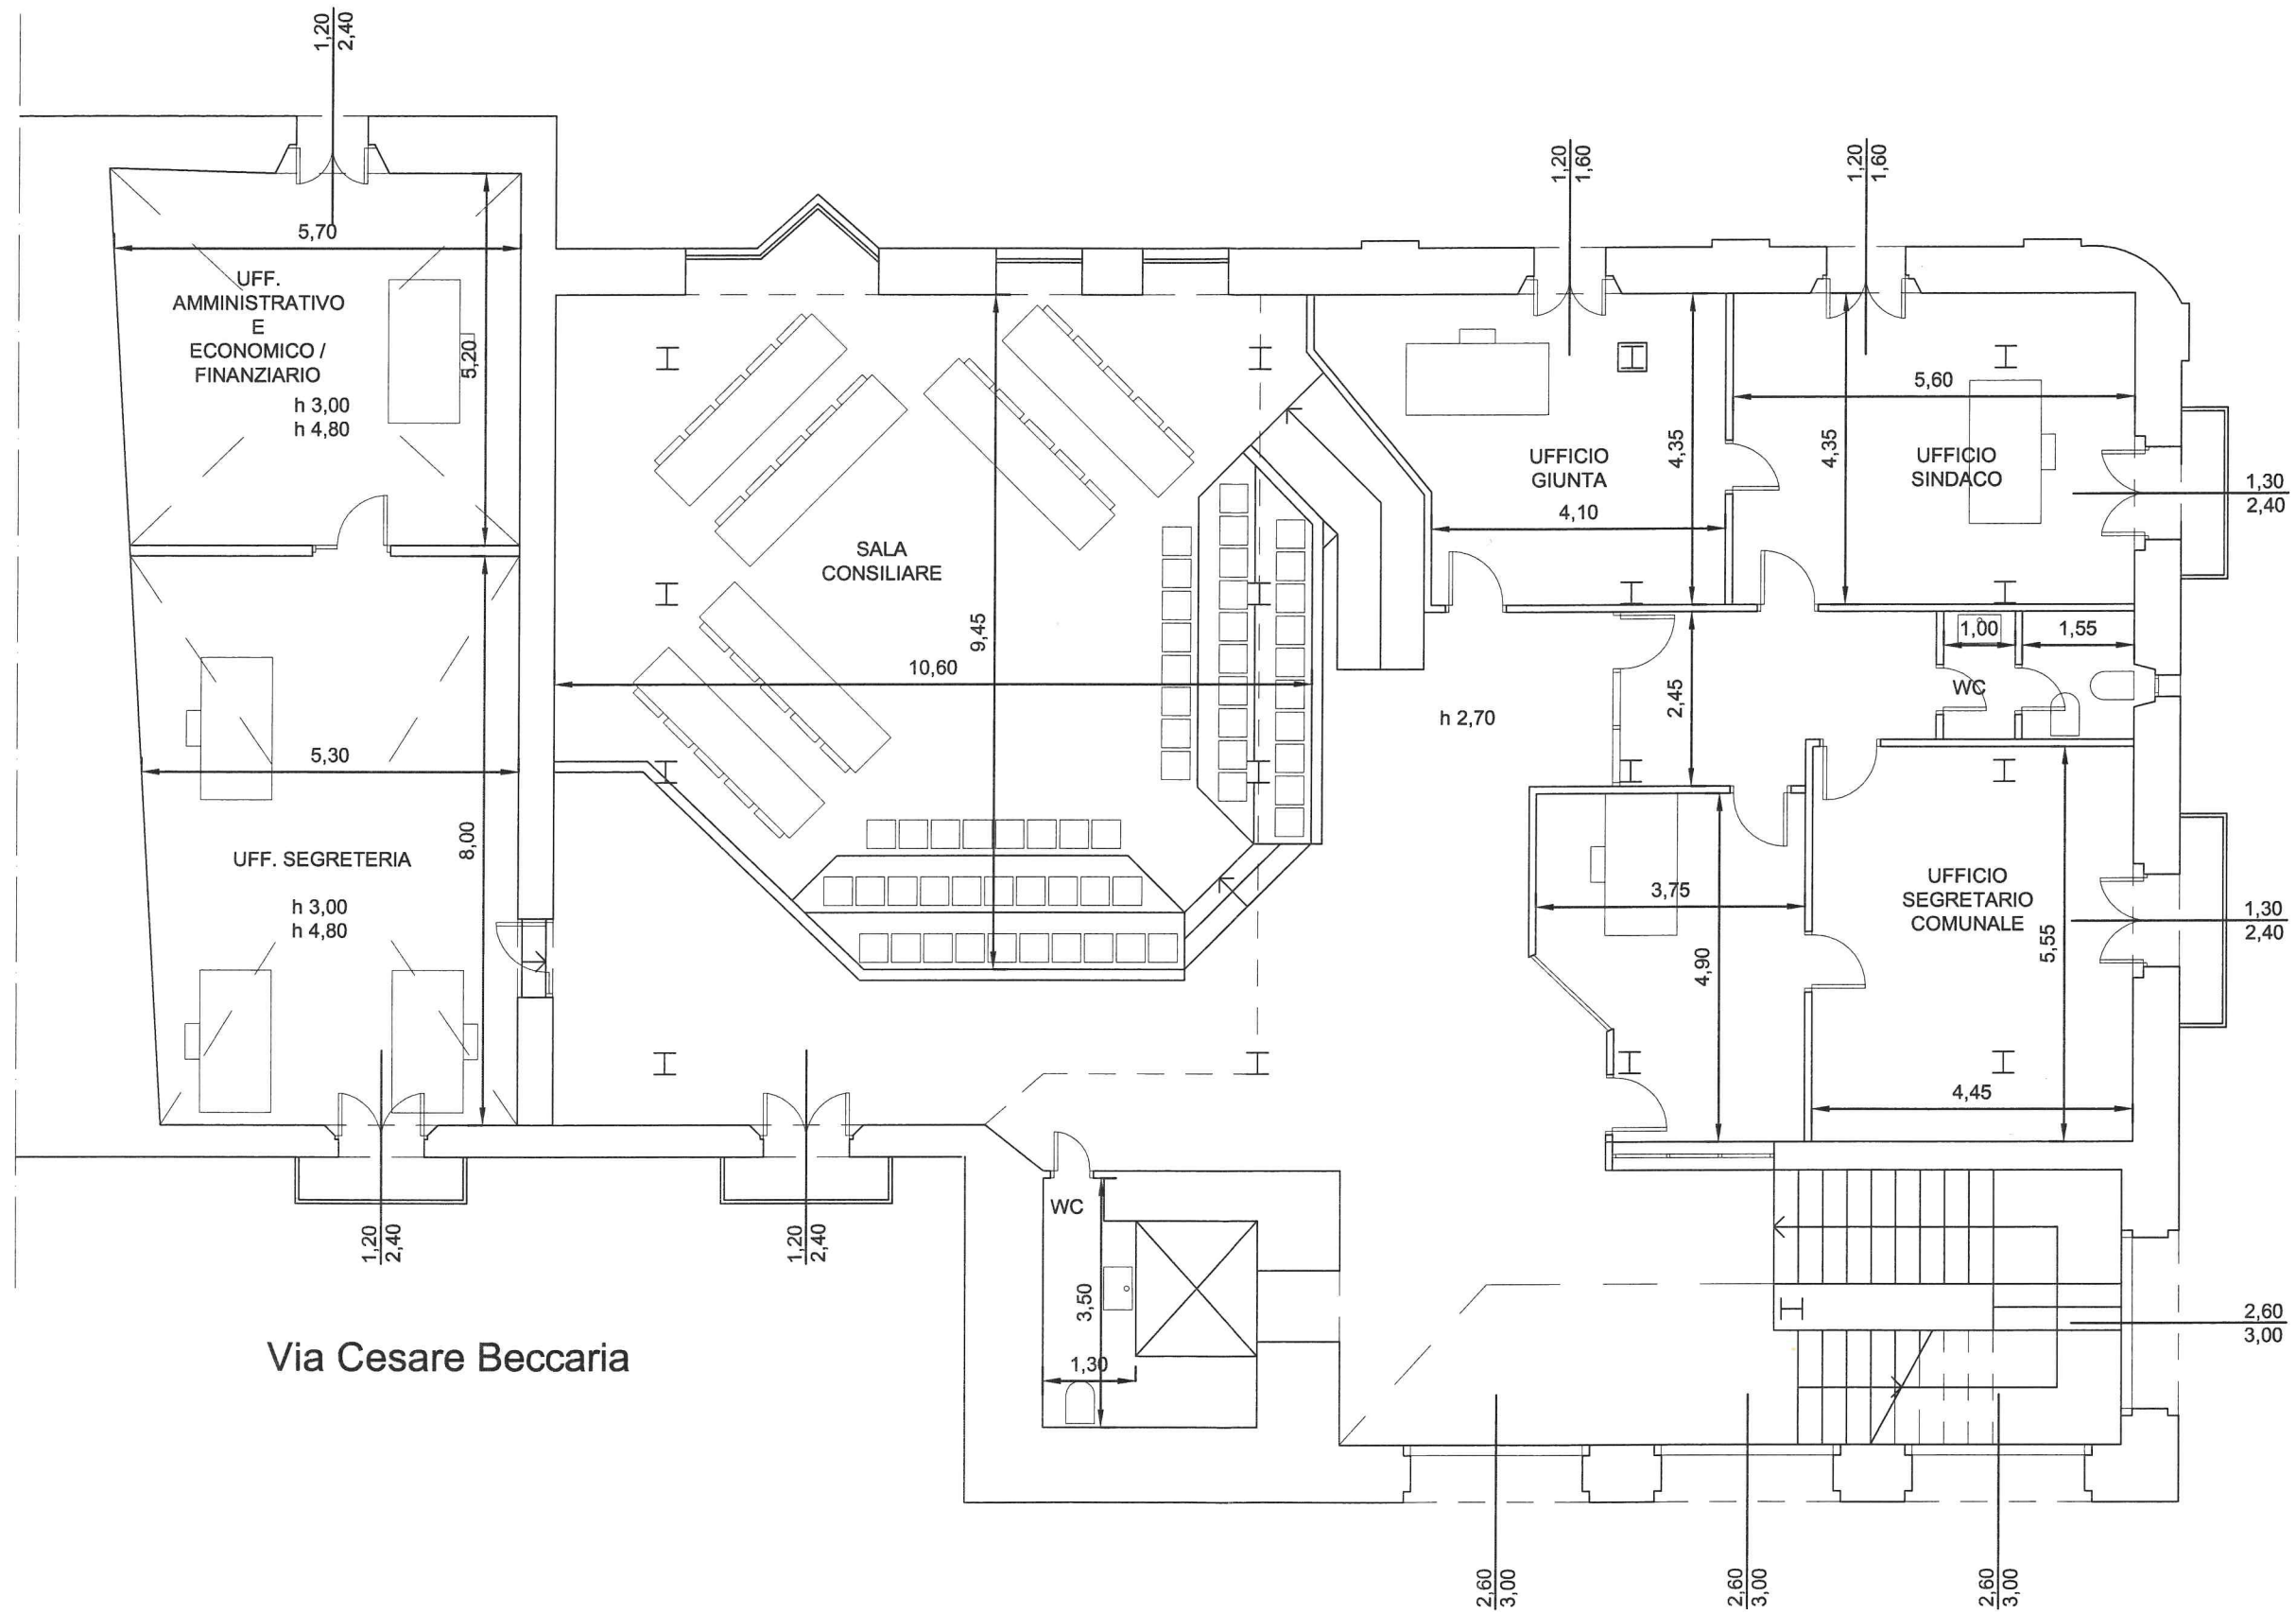 1,20
2,40
1,20
1,60
1,20
1,60
5,70
UFF.
AMMINISTRATIVO
E
ECONOMICO /
FINANZIARIO
h 3,00
h 4,80
5,20
SALA
CONSILIARE
9,45
10,60
UFFICIO
GIUNTA
4,10
4,35
5,60
4,35
UFFICIO
SINDACO
1,30
2,40
1,00
1,55
WC
2,45
h 2,70
5,30
8,00
UFF. SEGRETERIA
h 3,00
h 4,80
3,75
4,90
UFFICIO
SEGRETARIO
COMUNALE
5,55
4,45
1,30
2,40
1,20
2,40
1,20
2,40
WC
3,50
1,30
2,60
3,00
Via Cesare Beccaria
2,60
3,00
2,60
3,00
2,60
3,00